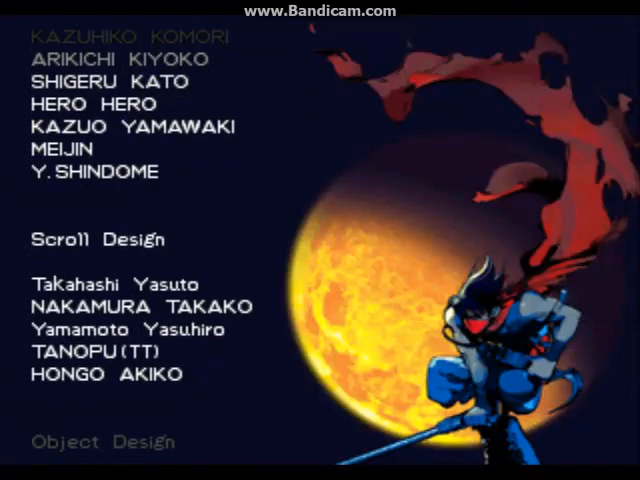 www.Bandicam.com
KAZUHIKO KOMORI
ARIKICHI KIYOKO
SHIGERU KATO
HERO HERO
KAZUO YAMAWAKI
MEIJIN
Y.SHINDOME
Scroll Design
Takahashi Yasuto
NAKAMURA TAKAKO
Yamamoto Yasuhiro
TANOPU(TT)
HONGO AKIKO
Object Design